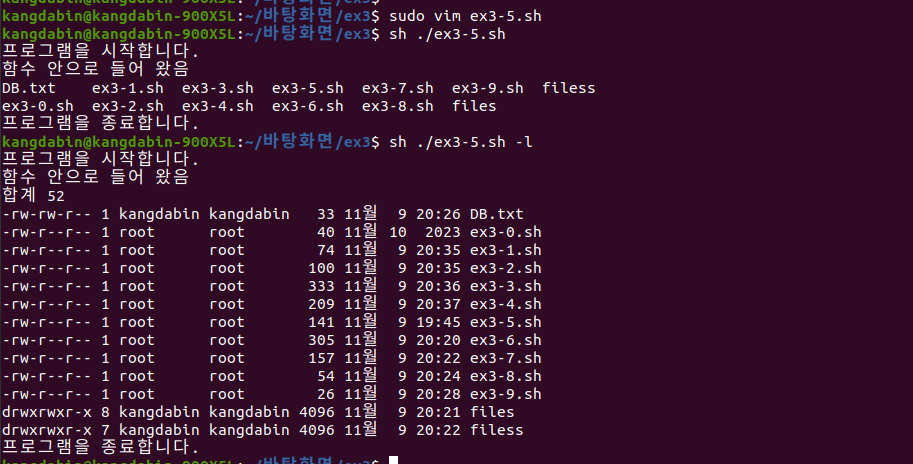 kangdabin@kangdabin-900X5L:~/바탕화면/ex3$ sudo vim ex3-5.sh
kangdabin@kangdabin-900X5L:~/바탕화면/ex3$ sh ./ex3-5.sh
프로그램을 시작합니다.
함수 안으로 들어 왔음
DB.txt    ex3-1.sh  ex3-3.sh  ex3-5.sh  ex3-7.sh  ex3-9.sh  filess
ex3-0.sh  ex3-2.sh  ex3-4.sh  ex3-6.sh  ex3-8.sh  files
프로그램을 종료합니다.
kangdabin@kangdabin-900X5L:~/바탕화면/ex3$ sh ./ex3-5.sh -l
프로그램을 시작합니다.
함수 안으로 들어 왔음
합계 52
-rw-rw-r-- 1 kangdabin kangdabin   33 11월  9 20:26 DB.txt
-rw-r--r-- 1 root      root        40 11월 10  2023 ex3-0.sh
-rw-r--r-- 1 root      root        74 11월  9 20:35 ex3-1.sh
-rw-r--r-- 1 root      root       100 11월  9 20:35 ex3-2.sh
-rw-r--r-- 1 root      root       333 11월  9 20:36 ex3-3.sh
-rw-r--r-- 1 root      root       209 11월  9 20:37 ex3-4.sh
-rw-r--r-- 1 root      root       141 11월  9 19:45 ex3-5.sh
-rw-r--r-- 1 root      root       305 11월  9 20:20 ex3-6.sh
-rw-r--r-- 1 root      root       157 11월  9 20:22 ex3-7.sh
-rw-r--r-- 1 root      root        54 11월  9 20:24 ex3-8.sh
-rw-r--r-- 1 root      root        26 11월  9 20:28 ex3-9.sh
drwxrwxr-x 8 kangdabin kangdabin 4096 11월  9 20:21 files
drwxrwxr-x 7 kangdabin kangdabin 4096 11월  9 20:22 filess
프로그램을 종료합니다.
kangdabin@kangdabin-900X5L:~/바탕화면/ex3$